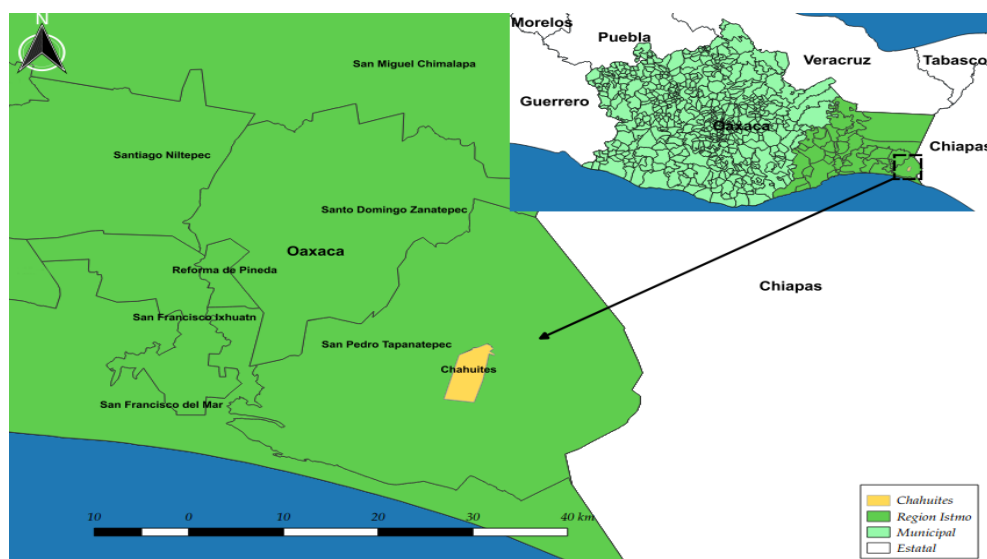 N
San Miguel Chimalapa
Santiago Niltepec
Santo Domingo Zanatepec
Oaxaca
Reforma de Pineda
San Francisco Ixhuatn
San Pedro Tapanatepec
Chahuites
San Francisco del Mar
Chiapas
Morelos
Puebla
Veracruz
Tabasco
Guerrero
Oaxaca
Chiapas
10 0 10 20 30 40 km
Chahuites
Region Istmo
Municipal
Estatal